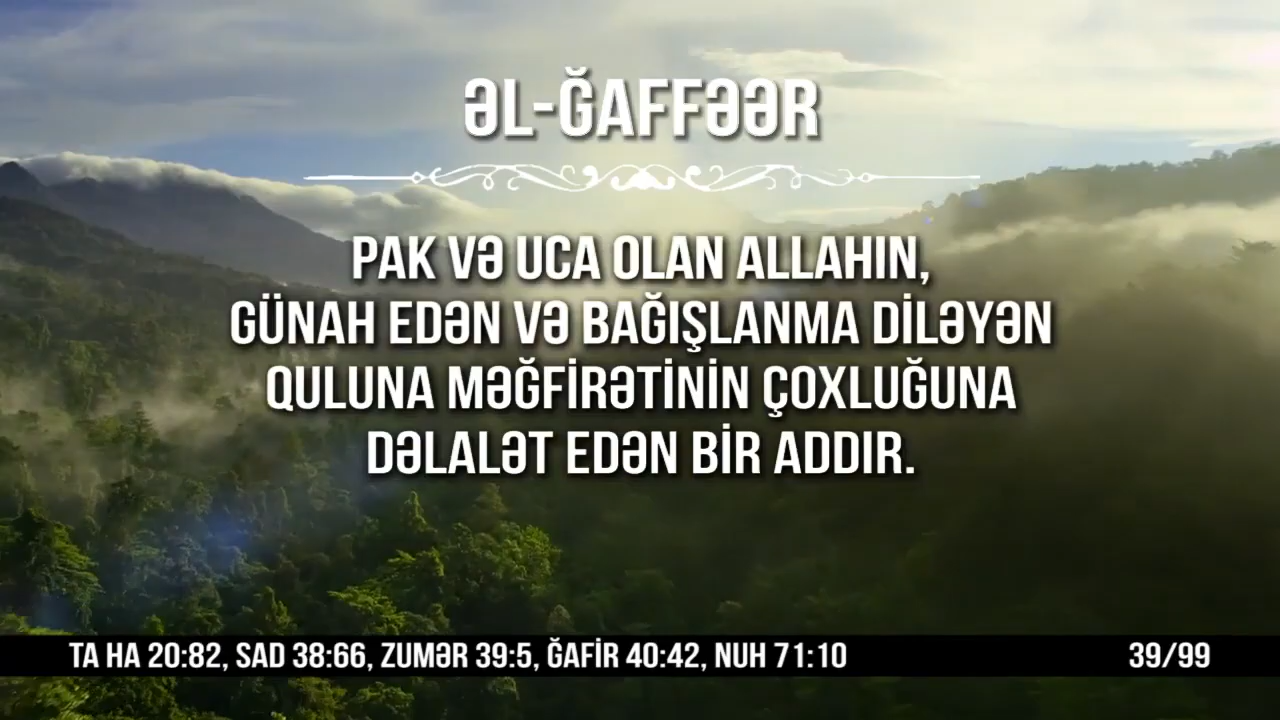 ƏL-ĞAFFƏƏR
PAK VƏ UCA OLAN ALLAHIN,
GÜNAH EDƏN VƏ BAĞIŞLANMA DİLƏYƏN
QULUNA MƏĞFİRƏTİNİN ÇOXLUĞUNA
DƏLALƏT EDƏN BİR ADDIR.
TA HA 20:82, SAD 38:66, ZUMƏR 39:5, ĞAFİR 40:42, NUH 71:10
39/99